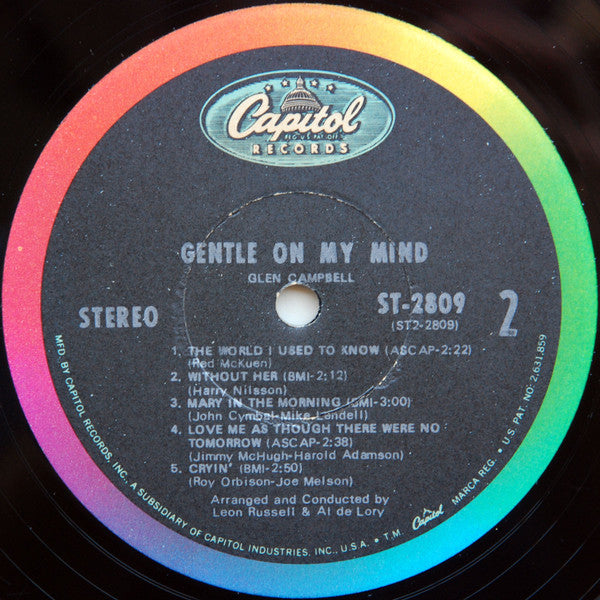 Capitol
REG. U.S. PAT. OFF.
RECORDS
GENTLE ON MY MIND
GLEN CAMPBELL
STEREO
ST-2809
(ST2-2809)
2
1. THE WORLD I USED TO KNOW (ASCAP-2:22)
(Rod McKuen)
2. WITHOUT HER (BMI-2:12)
(Harry Nilsson)
3. MARY IN THE MORNING (BMI-3:00)
(John Cymbal-Mike Lendell)
4. LOVE ME AS THOUGH THERE WERE NO
TOMORROW (ASCAP-2:38)
(Jimmy McHugh-Harold Adamson)
5. CRYIN' (BMI-2:50)
(Roy Orbison-Joe Melson)
Arranged and Conducted by
Leon Russell & Al de Lory
MFD. BY CAPITOL RECORDS, INC. A SUBSIDIARY OF CAPITOL INDUSTRIES, INC., U.S.A. • T.M. Capitol MARCA REG. • U.S. PAT. NO. 2,631,859